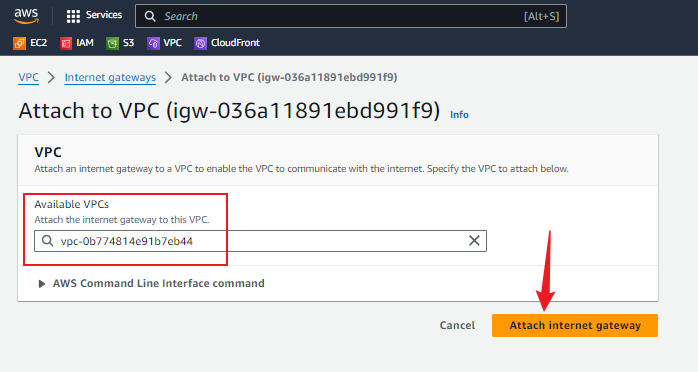 aws
Services
Search
[Alt+S]
EC2
IAM
S3
VPC
CloudFront
VPC > Internet gateways > Attach to VPC (igw-036a11891ebd991f9)
Attach to VPC (igw-036a11891ebd991f9) Info
VPC
Attach an internet gateway to a VPC to enable the VPC to communicate with the internet. Specify the VPC to attach below.
Available VPCs
Attach the internet gateway to this VPC.
vpc-0b774814e91b7eb44
AWS Command Line Interface command
Cancel
Attach internet gateway